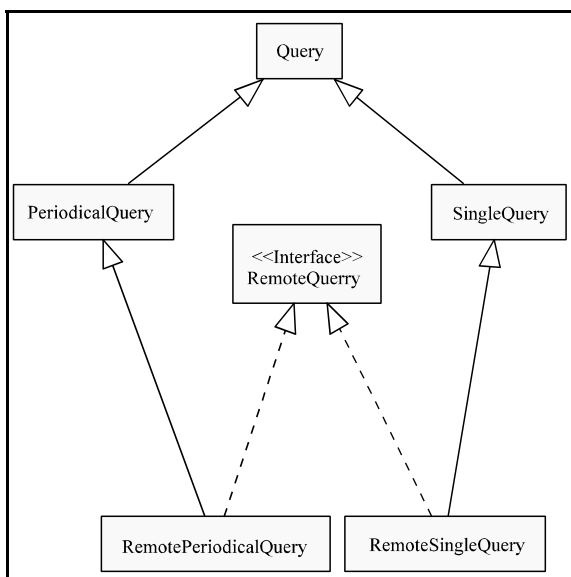 Query
PeriodicalQuery
SingleQuery
<<Interface>>
RemoteQuerry
RemotePeriodicalQuery
RemoteSingleQuery